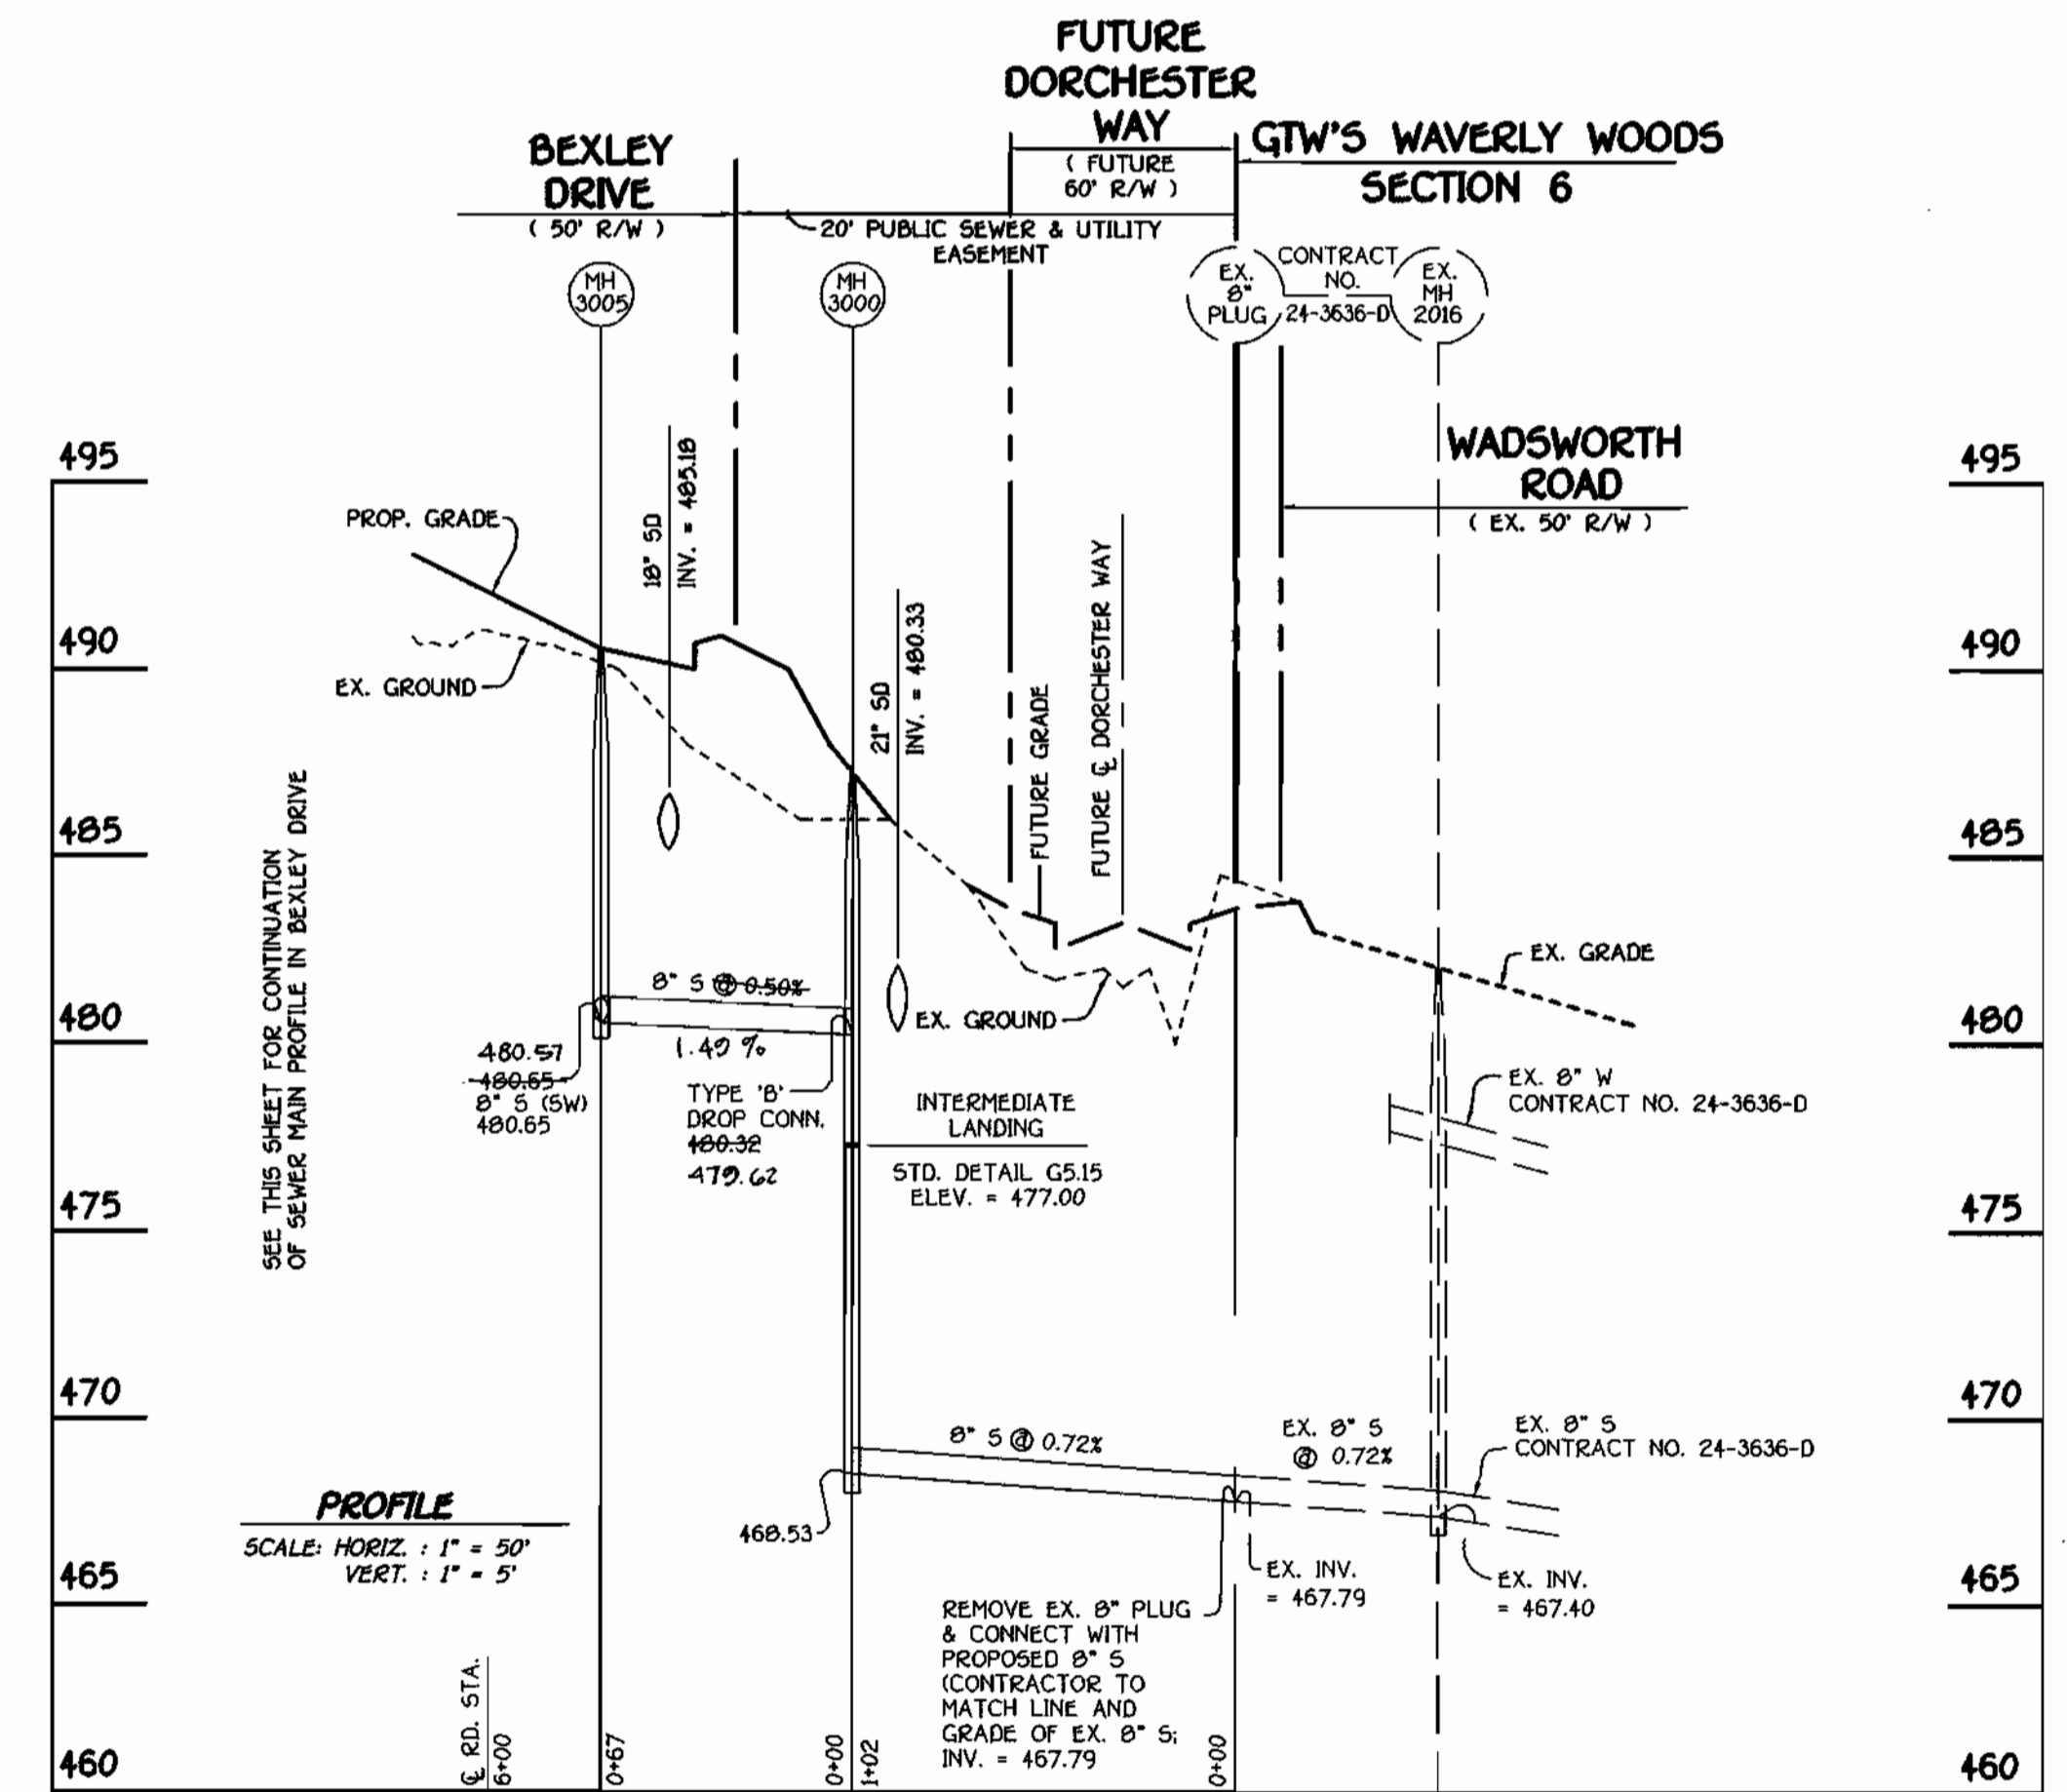 FUTURE
DORCHESTER
WAY
( FUTURE
60' R/W )
BEXLEY
DRIVE
( 50' R/W )
GTW'S WAVERLY WOODS
SECTION 6
20' PUBLIC SEWER & UTILITY
EASEMENT
MH
3005
MH
3000
EX.
8"
PLUG
CONTRACT
NO.
24-3636-D
EX.
MH
2016
WADSWORTH
ROAD
( EX. 50' R/W )
495
490
485
480
475
470
465
460
495
490
485
480
475
470
465
460
PROP. GRADE
EX. GROUND
18" SD
INV. = 485.18
21" SD
INV. = 480.33
FUTURE GRADE
FUTURE ℄ DORCHESTER WAY
EX. GRADE
EX. GROUND
SEE THIS SHEET FOR CONTINUATION
OF SEWER MAIN PROFILE IN BEXLEY DRIVE
8" S @ 0.50%
1.49 %
480.57
480.65
8" S (SW)
480.65
TYPE 'B'
DROP CONN.
480.32
479.62
INTERMEDIATE
LANDING
STD. DETAIL G5.15
ELEV. = 477.00
EX. 8" W
CONTRACT NO. 24-3636-D
8" S @ 0.72%
EX. 8" S
@ 0.72%
EX. 8" S
CONTRACT NO. 24-3636-D
468.53
EX. INV.
= 467.79
EX. INV.
= 467.40
REMOVE EX. 8" PLUG
& CONNECT WITH
PROPOSED 8" S
(CONTRACTOR TO
MATCH LINE AND
GRADE OF EX. 8" S;
INV. = 467.79
PROFILE
SCALE: HORIZ. : 1" = 50'
VERT. : 1" = 5'
℄ RD. STA.
6+00
0+67
0+00
1+02
0+00